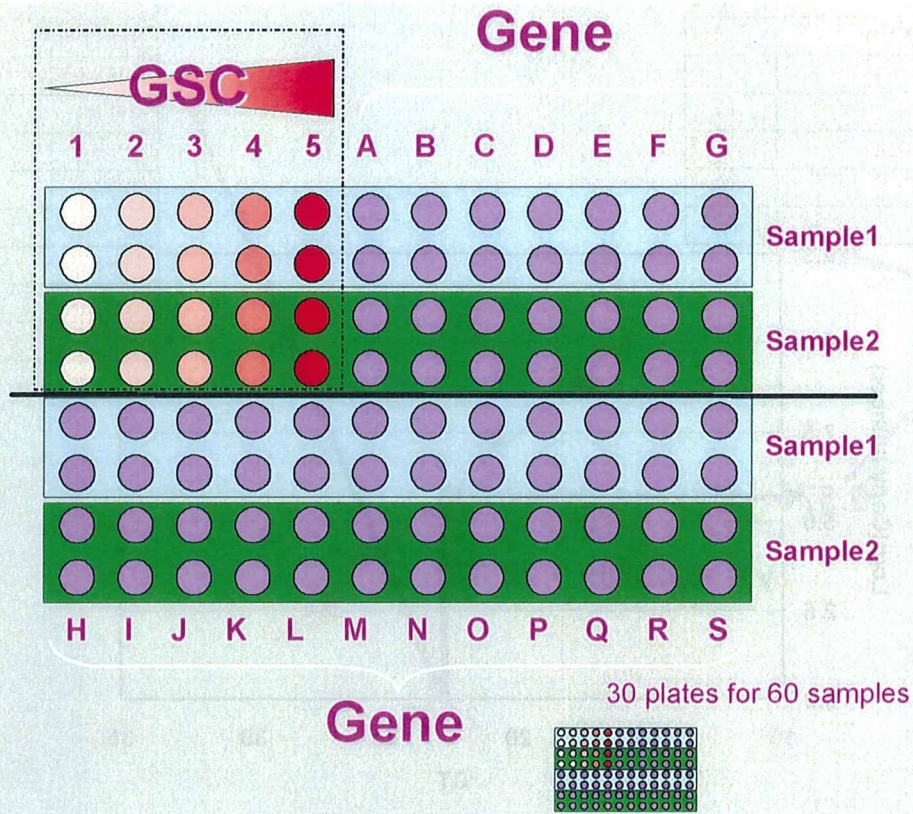 Gene
GSC
1 2 3 4 5 A B C D E F G
Sample1
Sample2
Sample1
Sample2
H I J K L M N O P Q R S
30 plates for 60 samples
Gene